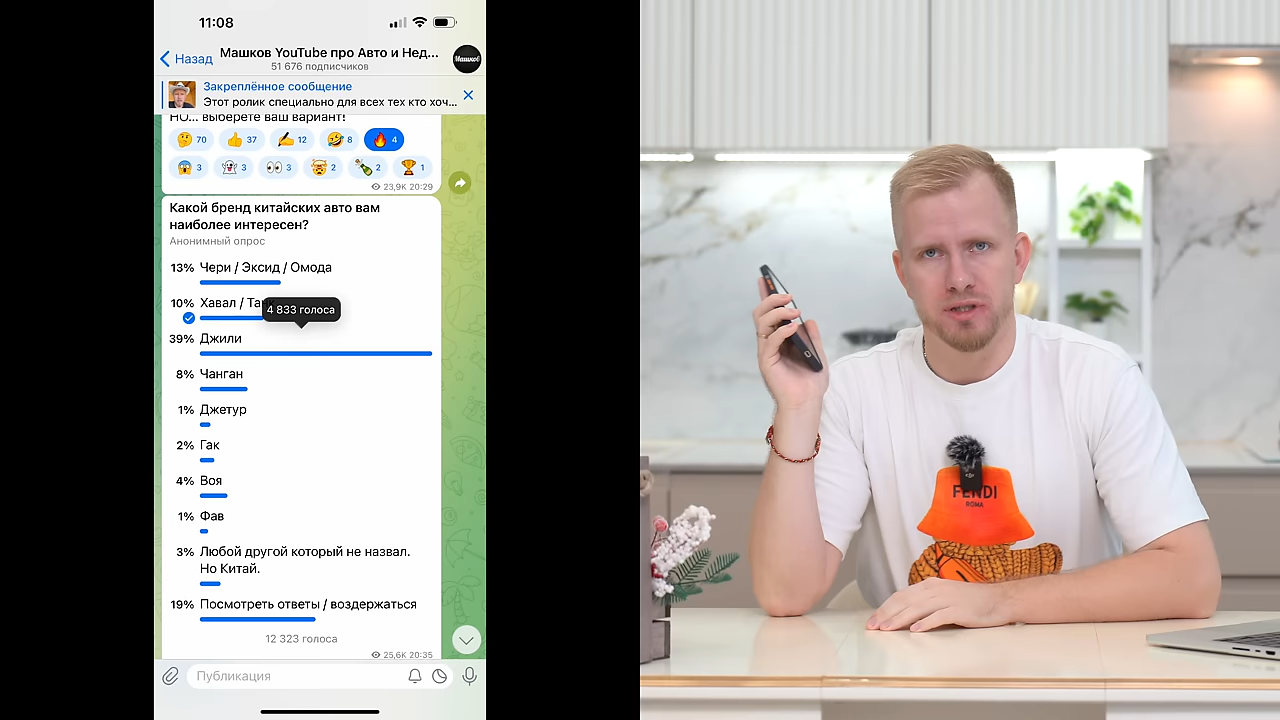 11:08
Назад
Машков YouTube про Авто и Нед...
51 676 подписчиков
Машков
Закреплённое сообщение
Этот ролик специально для всех тех кто хоч...
НО... выберете ваш вариант!
70
37
12
8
4
3
3
3
2
2
1
23,9K 20:29
Какой бренд китайских авто вам
наиболее интересен?
Анонимный опрос
13% Чери / Эксид / Омода
10% Хавал /
4 833 голоса
39% Джили
8% Чанган
1% Джетур
2% Гак
4% Воя
1% Фав
3% Любой другой который не назвал.
Но Китай.
19% Посмотреть ответы / воздержаться
12 323 голоса
25,6K 20:35
Публикация
FENDI
ROMA